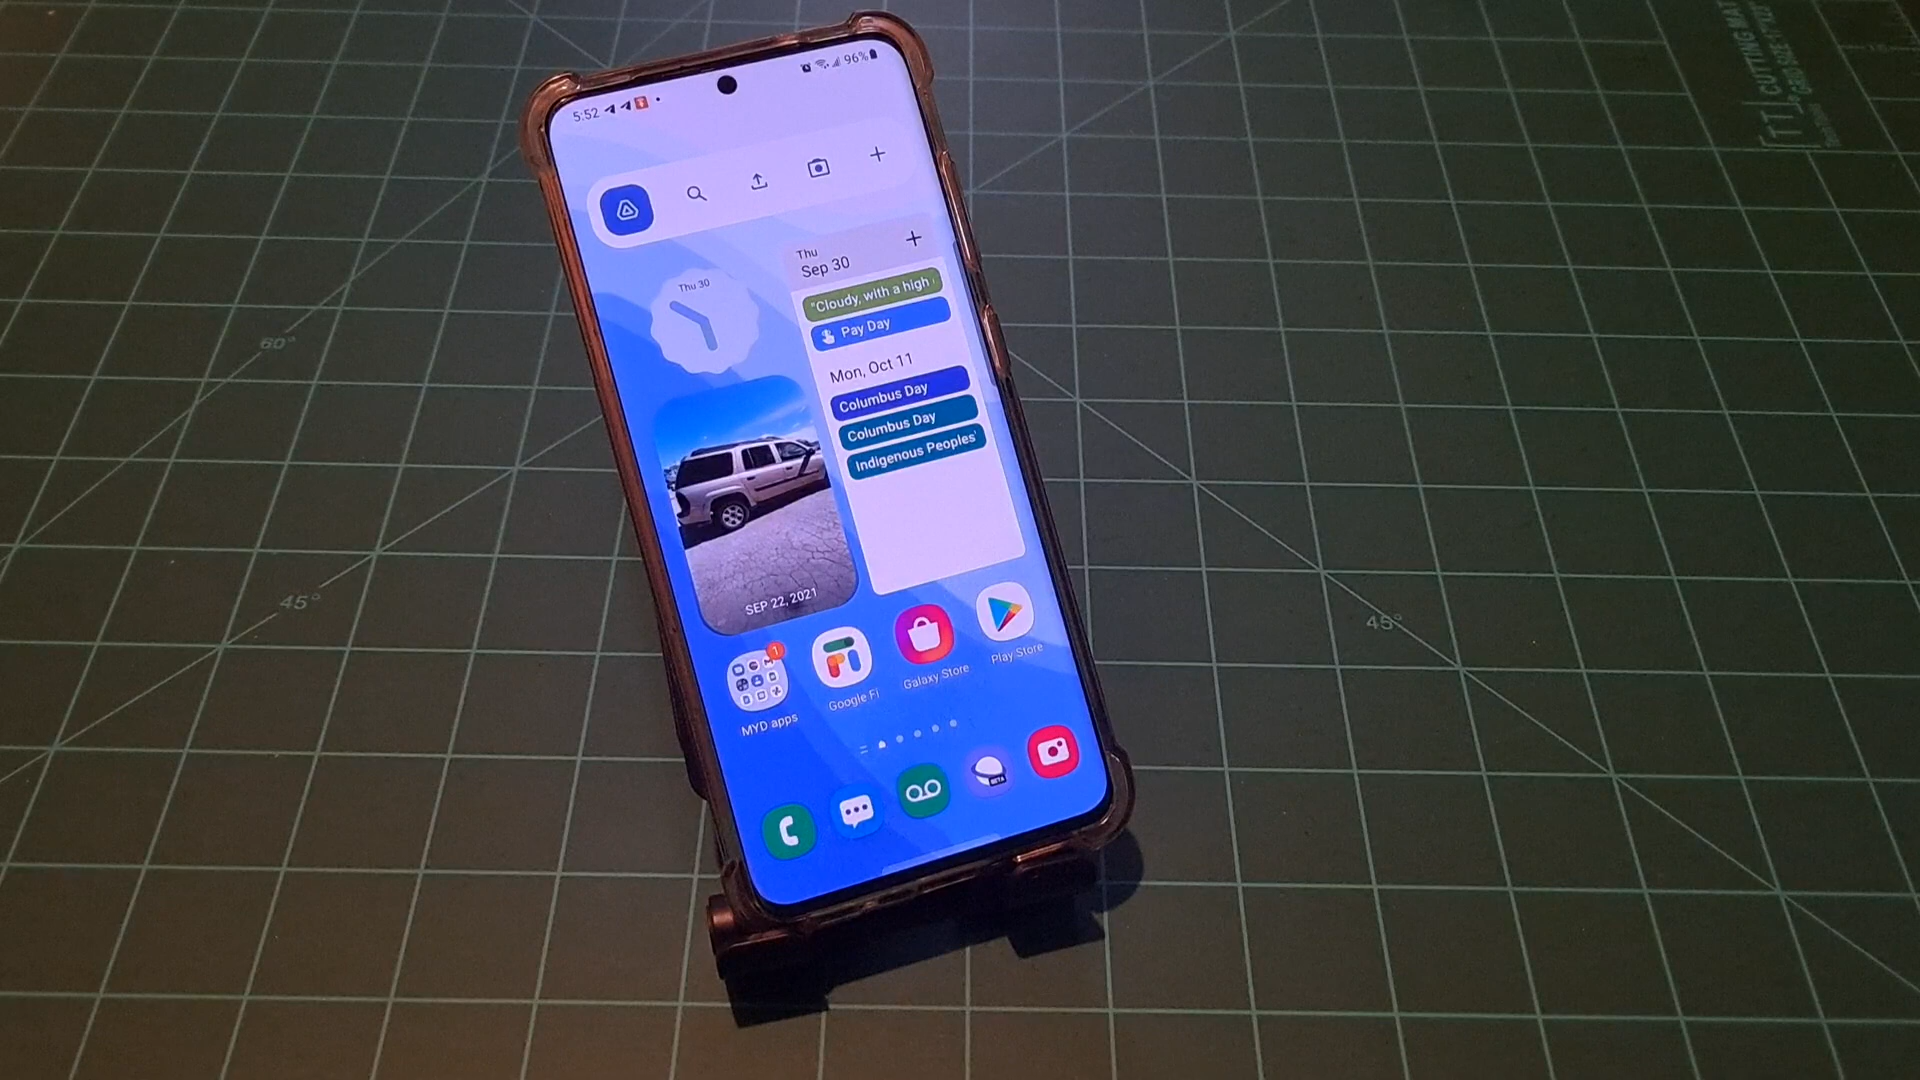 5:52
96%
Thu
Sep 30
Thu 30
"Cloudy, with a high
Pay Day
Mon, Oct 11
Columbus Day
Columbus Day
Indigenous Peoples'
SEP 22, 2021
1
MYD apps
Google Fi
Galaxy Store
Play Store
BETA
60°
45°
45°
CUTTING MAT